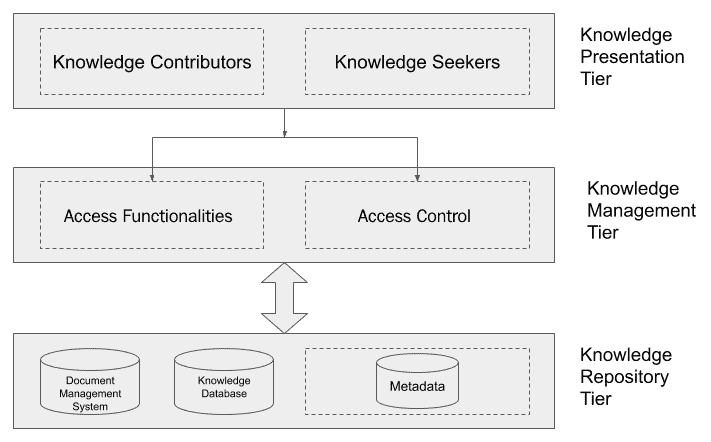 Knowledge Contributors
Knowledge Seekers
Knowledge
Presentation
Tier
Access Functionalities
Access Control
Knowledge
Management
Tier
Document
Management
System
Knowledge
Database
Metadata
Knowledge
Repository
Tier